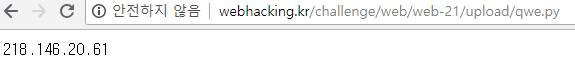 안전하지 않음 webhacking.kr/challenge/web/web-21/upload/qwe.py
218.146.20.61